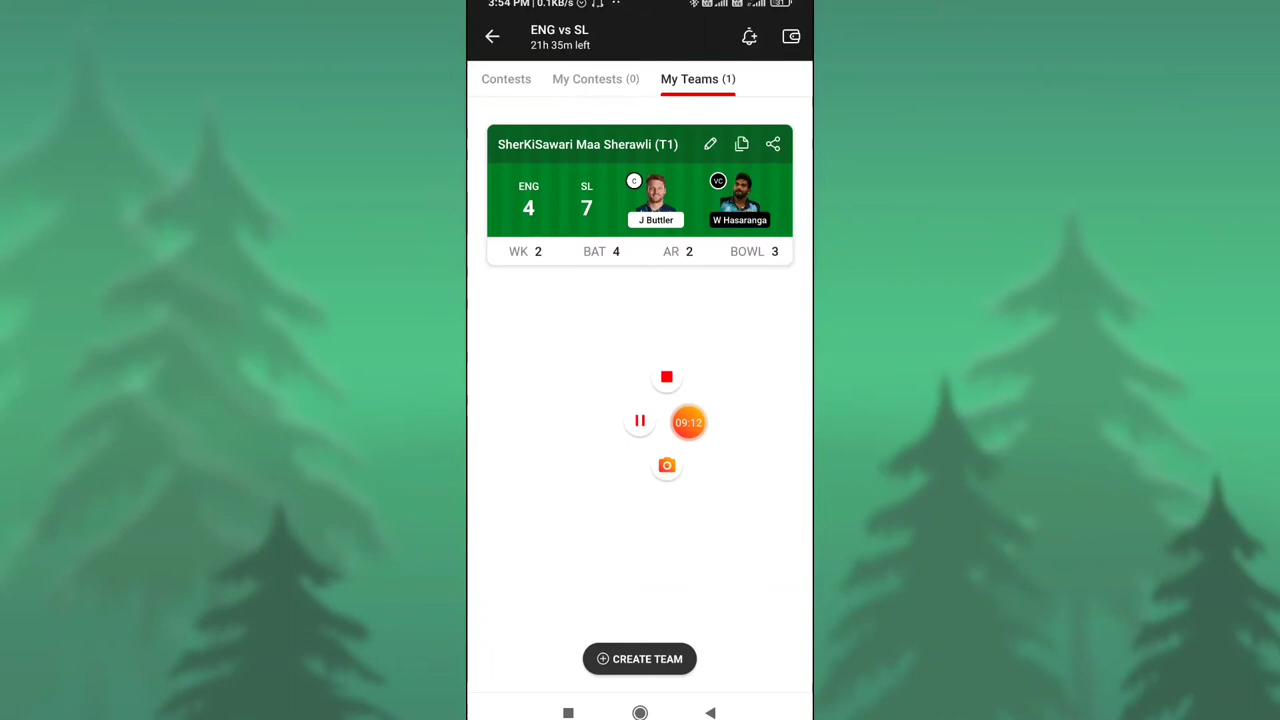 3:54 PM | 0.1KB/s
ENG vs SL
21h 35m left
Contests
My Contests (0)
My Teams (1)
SherKiSawari Maa Sherawli (T1)
ENG
SL
C
VC
4
7
J Buttler
W Hasaranga
WK 2
BAT 4
AR 2
BOWL 3
09:12
CREATE TEAM